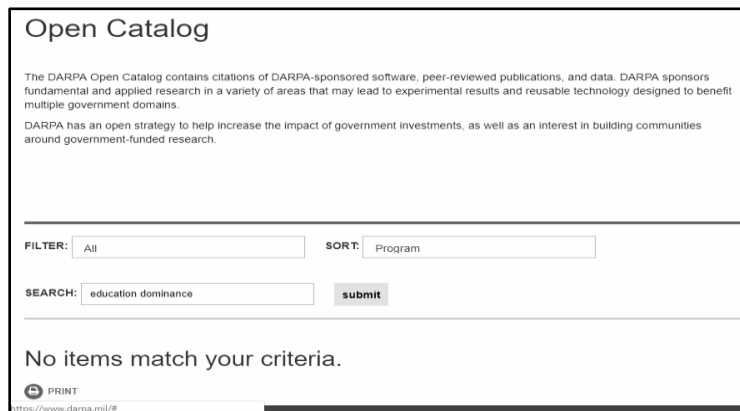 Open Catalog
The DARPA Open Catalog contains citations of DARPA-sponsored software, peer-reviewed publications, and data. DARPA sponsors
fundamental and applied research in a variety of areas that may lead to experimental results and reusable technology designed to benefit
multiple government domains.
DARPA has an open strategy to help increase the impact of government investments, as well as an interest in building communities
around government-funded research.
FILTER: All SORT: Program
SEARCH: education dominance submit
No items match your criteria.
PRINT
https://www.darpa.mil/#